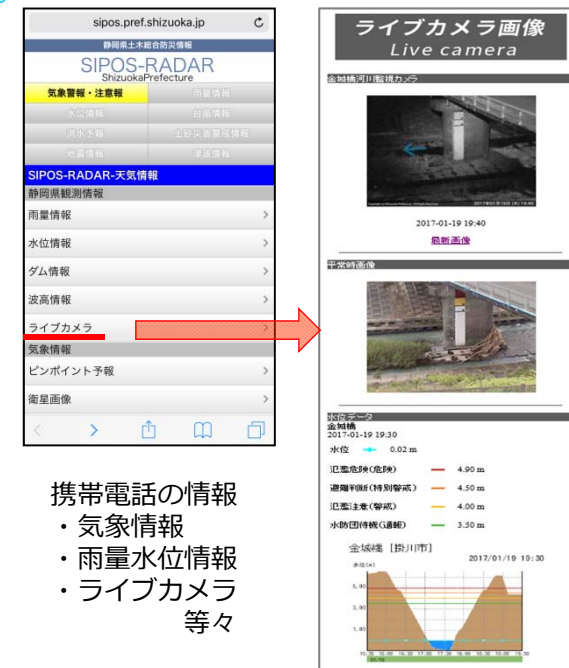 sipos.pref.shizuoka.jp
静岡県土木総合防災情報
SIPOS-RADAR
ShizuokaPrefecture
気象警報・注意報
雨量情報
水位情報
台風情報
洪水予報
土砂災害警戒情報
地震情報
津波情報
SIPOS-RADAR-天気情報
静岡県観測情報
雨量情報
水位情報
ダム情報
波高情報
ライブカメラ
気象情報
ピンポイント予報
衛星画像
携帯電話の情報
・気象情報
・雨量水位情報
・ライブカメラ
等々
ライブカメラ画像
Live camera
金城橋河川監視カメラ
2017-01-19 19:40
最新画像
平常時画像
水位データ
金城橋
2017-01-19 19:30
水位 0.02 m
氾濫危険(危険) 4.90 m
避難判断(特別警戒) 4.50 m
氾濫注意(警戒) 4.00 m
水防団待機(通報) 3.50 m
金城橋 [掛川市]
2017/01/19 19:30
水位(m)
5.00
3.00
1.00